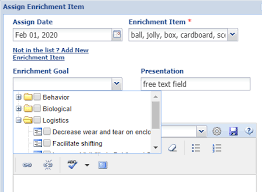 Assign Enrichment Item
Assign Date Enrichment Item *
Feb 01, 2020 ball, jolly, box, cardboard, sc
Not in the list ? Add New
Enrichment Item
Enrichment Goal Presentation
free text field
Behavior
Biological
Logistics
Decrease wear and tear on enclo
Facilitate shifting